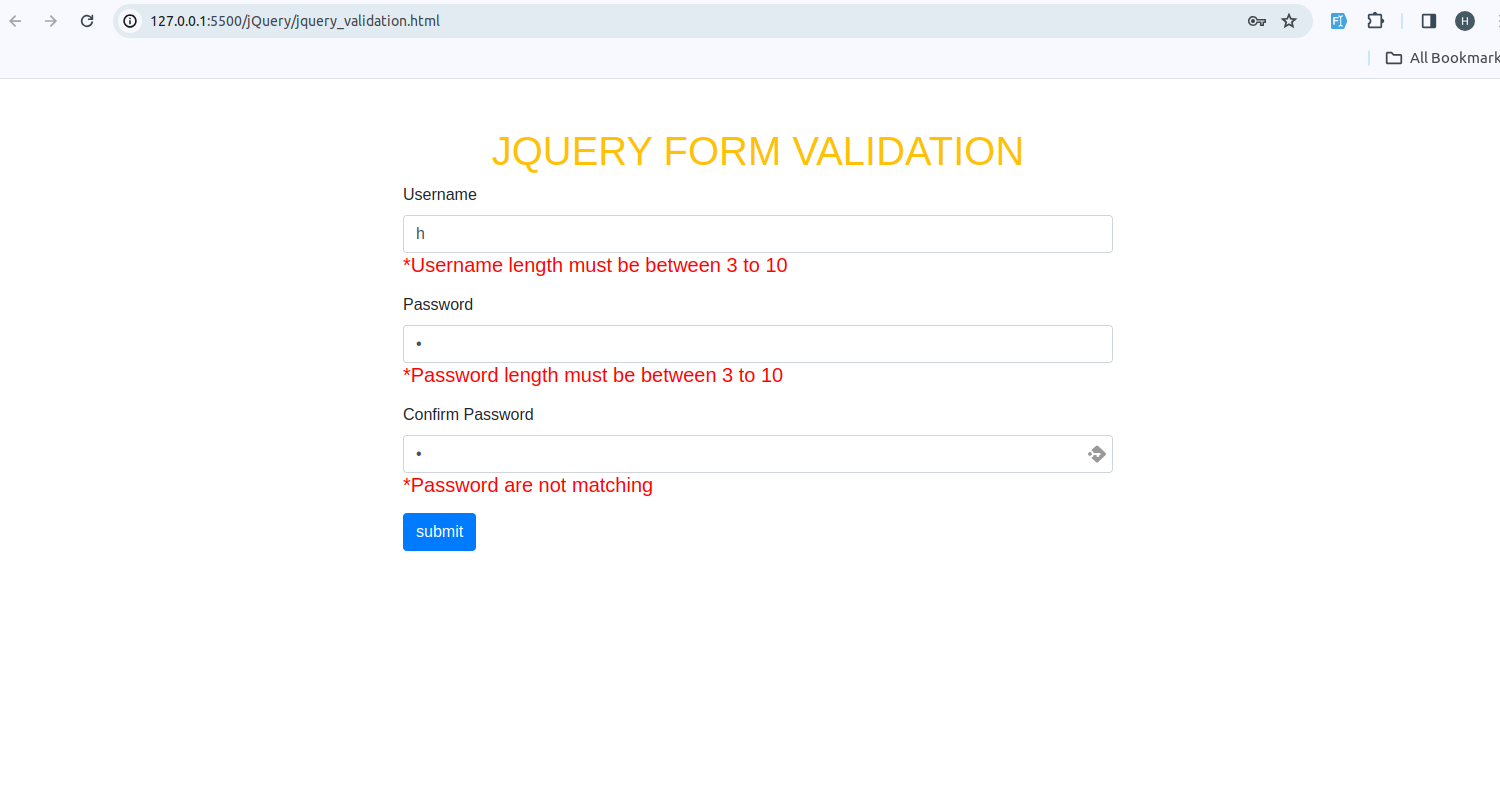 127.0.0.1:5500/jQuery/jquery_validation.html
H
All Bookmark
JQUERY FORM VALIDATION
Username
h
*Username length must be between 3 to 10
Password
•
*Password length must be between 3 to 10
Confirm Password
•
*Password are not matching
submit